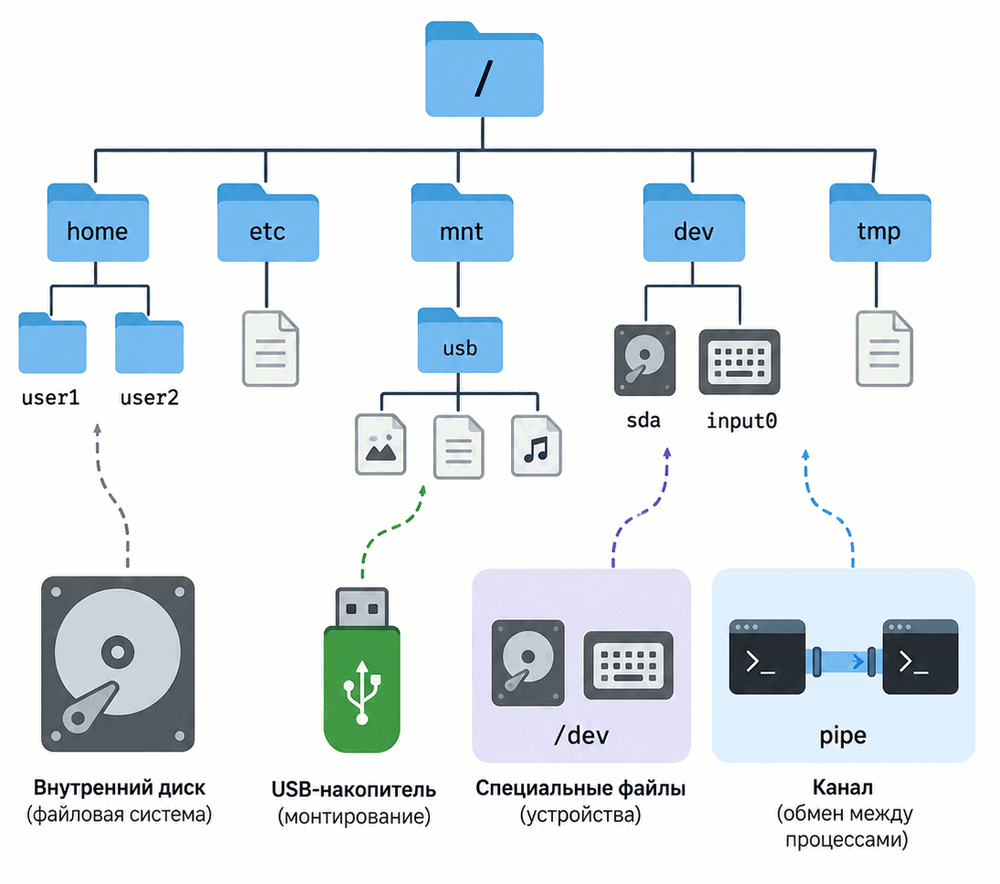 /
home
etc
mnt
dev
tmp
usb
user1
user2
sda
input0
>_
>_
/dev
pipe
Внутренний диск
(файловая система)
USB-накопитель
(монтирование)
Специальные файлы
(устройства)
Канал
(обмен между
процессами)